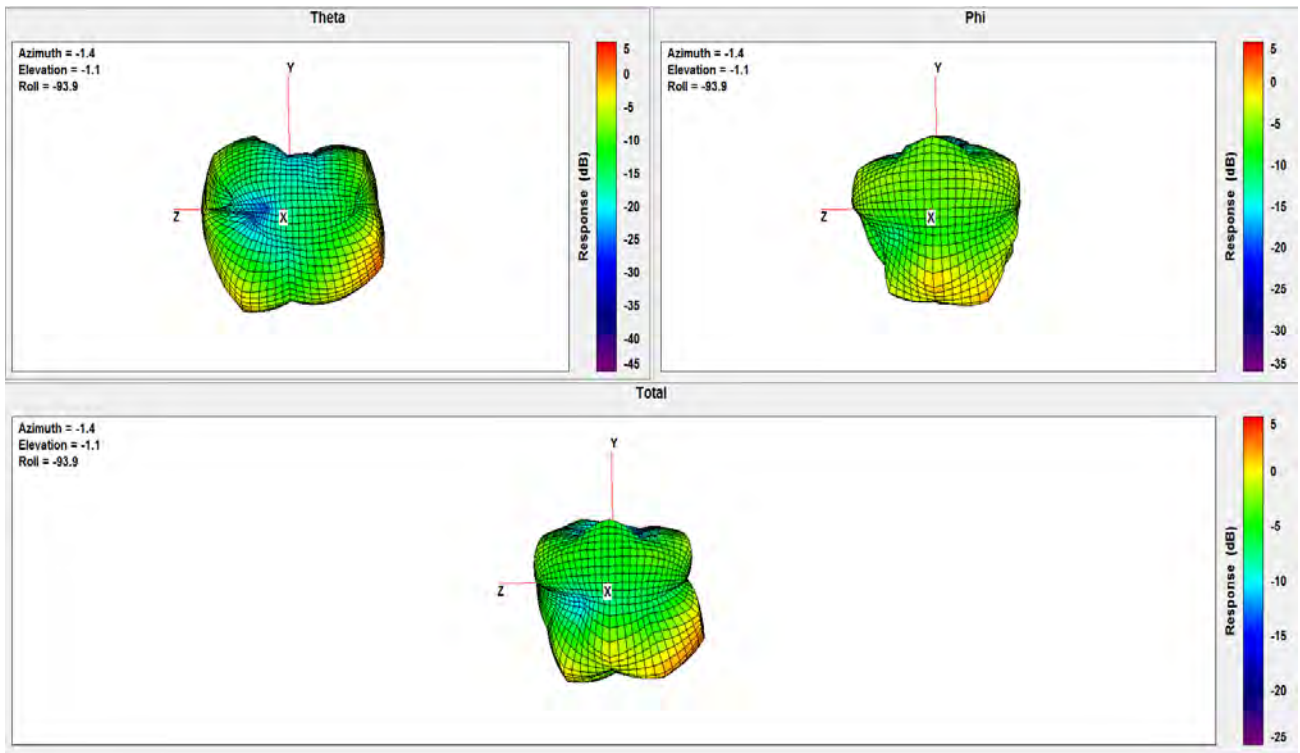 Theta
Azimuth = -1.4
Elevation = -1.1
Roll = -93.9
Y
Z
X
Response (dB)
5
0
-5
-10
-15
-20
-25
-30
-35
-40
-45
Phi
Azimuth = -1.4
Elevation = -1.1
Roll = -93.9
Y
Z
X
Response (dB)
5
0
-5
-10
-15
-20
-25
-30
-35
Total
Azimuth = -1.4
Elevation = -1.1
Roll = -93.9
Y
Z
X
Response (dB)
5
0
-5
-10
-15
-20
-25